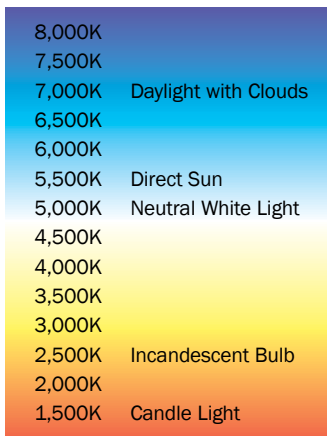 8,000K
7,500K
7,000K Daylight with Clouds
6,500K
6,000K
5,500K Direct Sun
5,000K Neutral White Light
4,500K
4,000K
3,500K
3,000K
2,500K Incandescent Bulb
2,000K
1,500K Candle Light